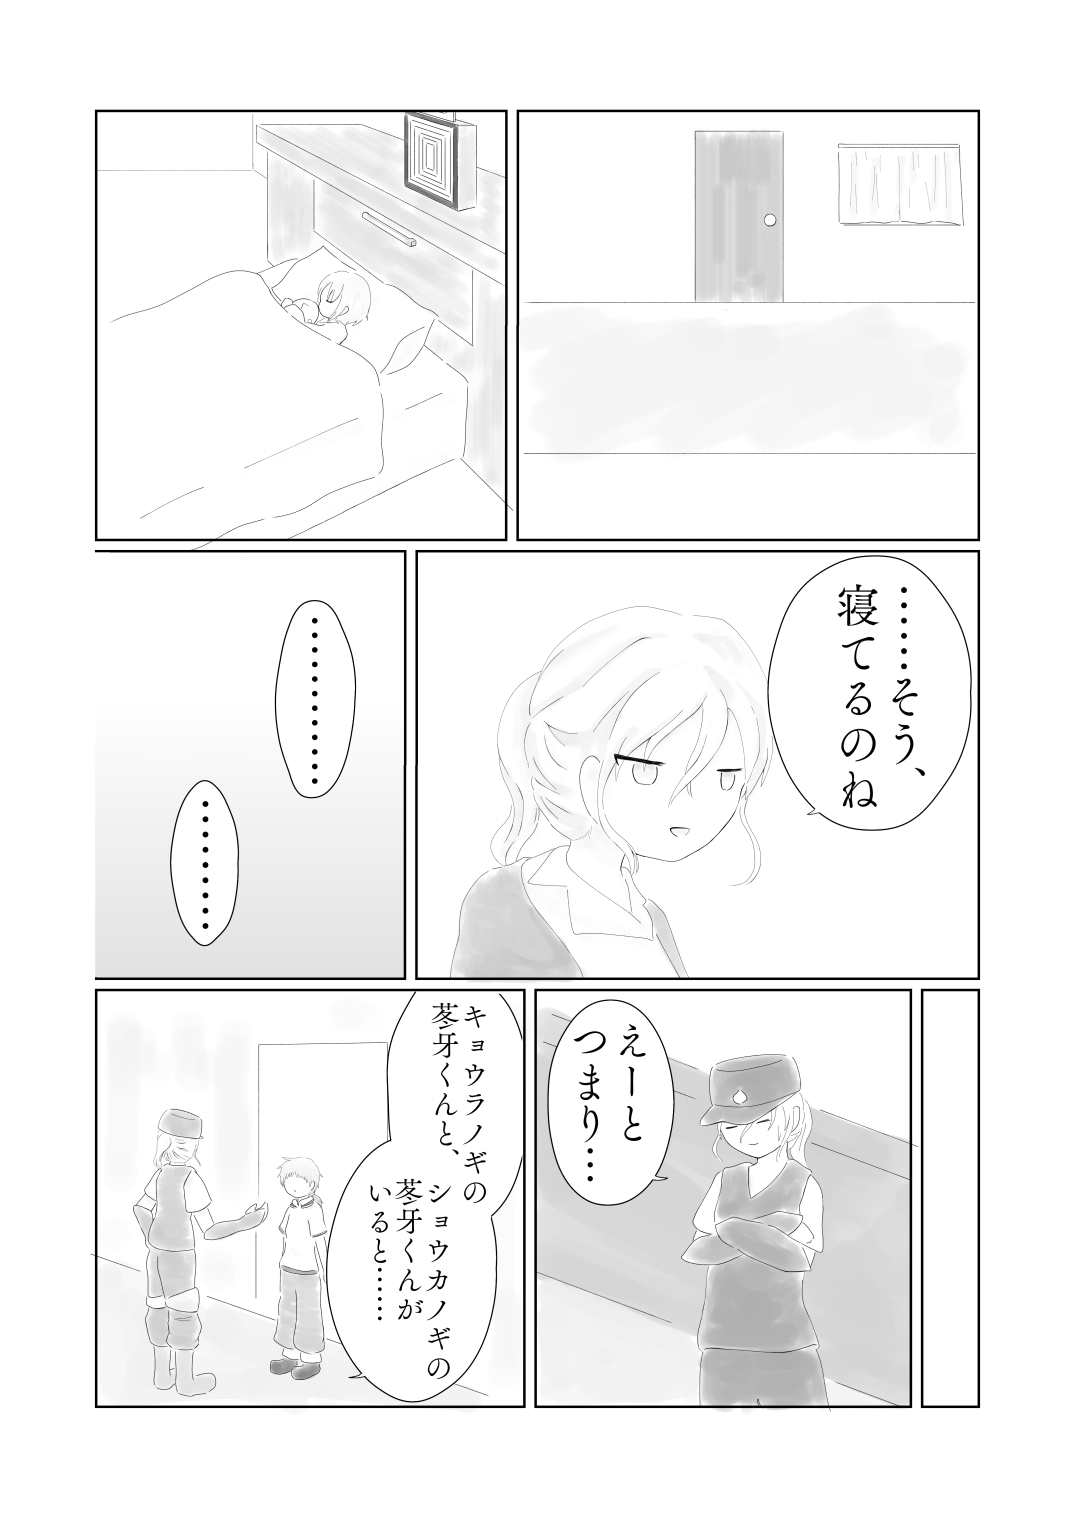 ……そう、
寝てるのね
…………
………
えーと
つまり…
キョウラノギの
苳牙くんと、
ショウカノギの
苳牙くんが
いると……